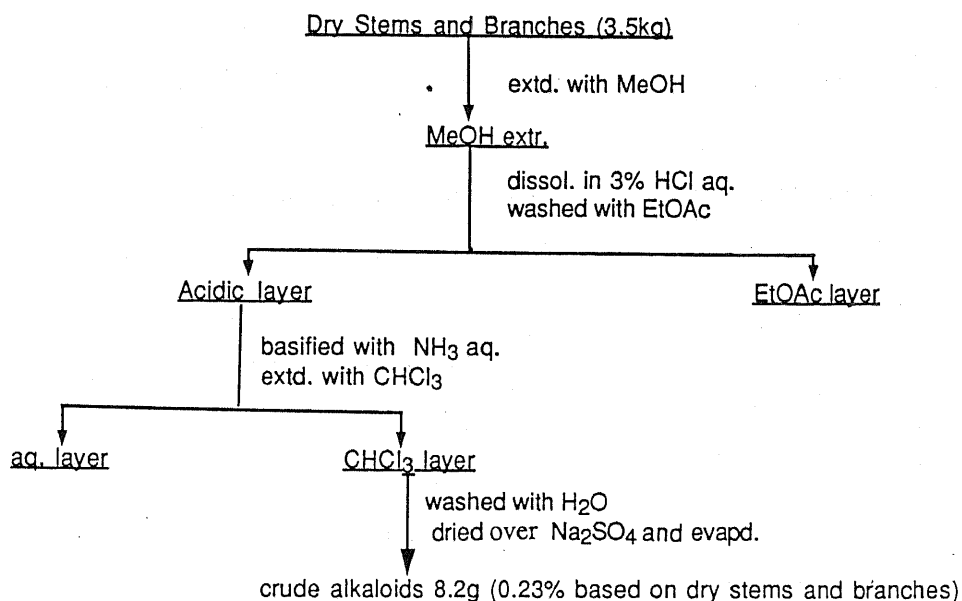 Dry Stems and Branches (3.5kg)
extd. with MeOH
MeOH extr.
dissol. in 3% HCl aq.
washed with EtOAc
Acidic layer
EtOAc layer
basified with NH3 aq.
extd. with CHCl3
aq. layer
CHCl3 layer
washed with H2O
dried over Na2SO4 and evapd.
crude alkaloids 8.2g (0.23% based on dry stems and branches)